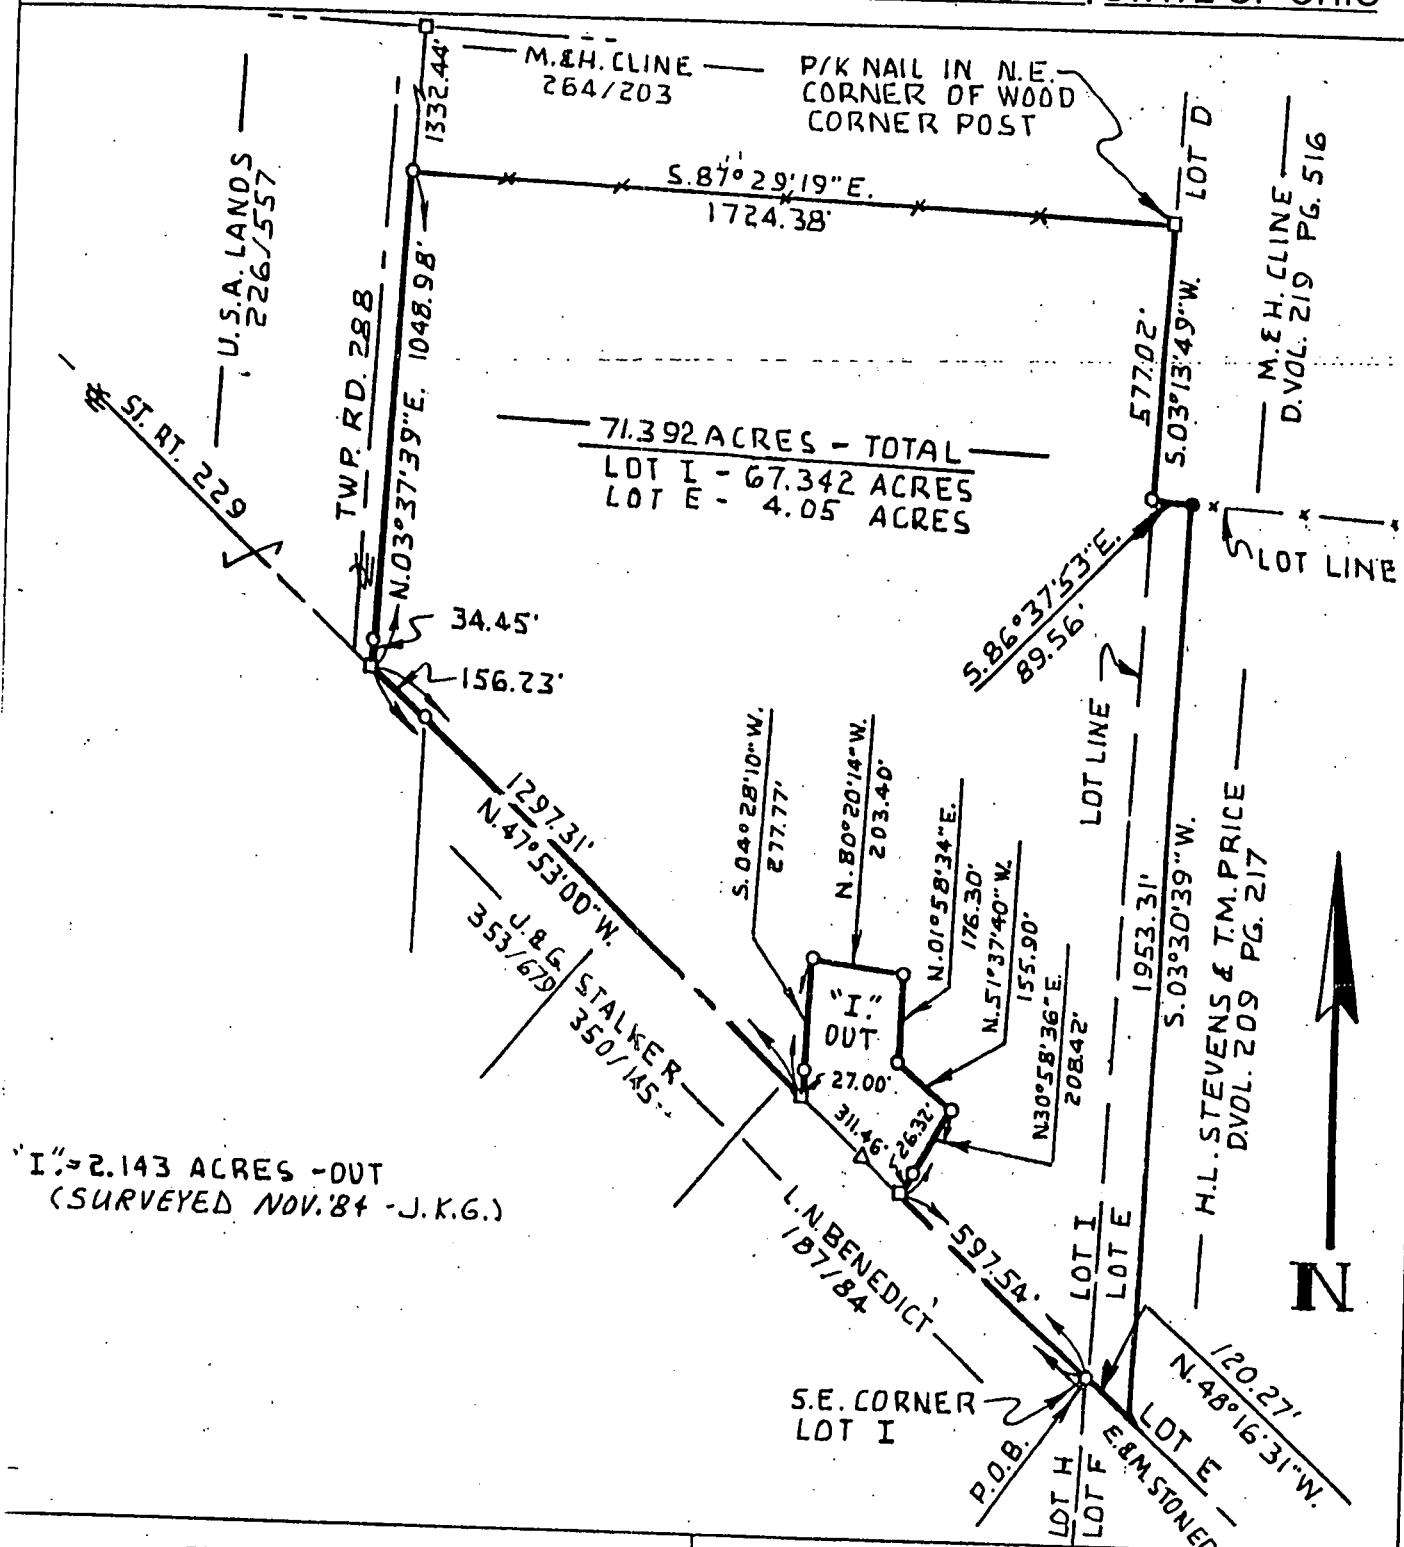 M.&H. CLINE
264/203
P/K NAIL IN N.E.
CORNER OF WOOD
CORNER POST
1332.44'
LOT D
U.S.A. LANDS
226/557
S.87°29'19"E.
1724.38'
M.&H. CLINE
D.VOL. 219 PG. 516
TWP. RD. 288
N.03°37'39"E. 1048.98'
577.02'
S.03°13'49"W.
ST. RT. 229
71.392 ACRES - TOTAL
LOT I - 67.342 ACRES
LOT E - 4.05 ACRES
S.86°37'53"E.
89.56'
LOT LINE
34.45'
156.23'
LOT LINE
1297.31'
N.47°53'00"W.
S.04°28'10"W.
277.77'
N.80°20'14"W.
203.40'
N.01°58'34"E.
176.30'
N.51°37'40"W.
155.90'
N30°58'36"E.
208.42'
1953.31'
S.03°30'39"W.
H.L. STEVENS & T.M. PRICE
D.VOL. 209 PG. 217
J.&G. STALKER
353/679
350/145
"I."
OUT
27.00'
311.46'
26.32'
"I."=2.143 ACRES -OUT
(SURVEYED NOV.'84 -J.K.G.)
L.N. BENEDICT
187/84
597.54'
LOT I
LOT E
N
120.27'
N.48°16'31"W.
S.E. CORNER
LOT I
P.O.B.
LOT H
LOT F
LOT E
E.&M. STONER